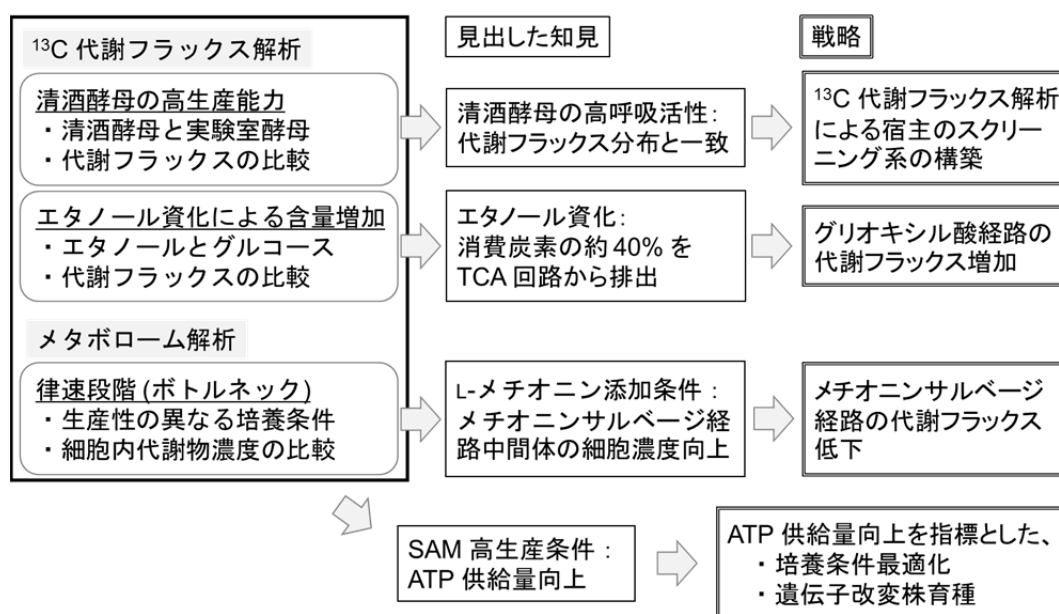 ¹³C 代謝フラックス解析
見出した知見
戦略
清酒酵母の高生産能力
・清酒酵母と実験室酵母
・代謝フラックスの比較
清酒酵母の高呼吸活性：
代謝フラックス分布と一致
¹³C 代謝フラックス解析
による宿主のスクリー
ニング系の構築
エタノール資化による含量増加
・エタノールとグルコース
・代謝フラックスの比較
エタノール資化：
消費炭素の約 40% を
TCA 回路から排出
グリオキシル酸経路の
代謝フラックス増加
メタボローム解析
律速段階 (ボトルネック)
・生産性の異なる培養条件
・細胞内代謝物濃度の比較
L-メチオニン添加条件：
メチオニンサルベージ経
路中間体の細胞濃度向上
メチオニンサルベージ
経路の代謝フラックス
低下
SAM 高生産条件：
ATP 供給量向上
ATP 供給量向上を指標とした、
・培養条件最適化
・遺伝子改変株育種